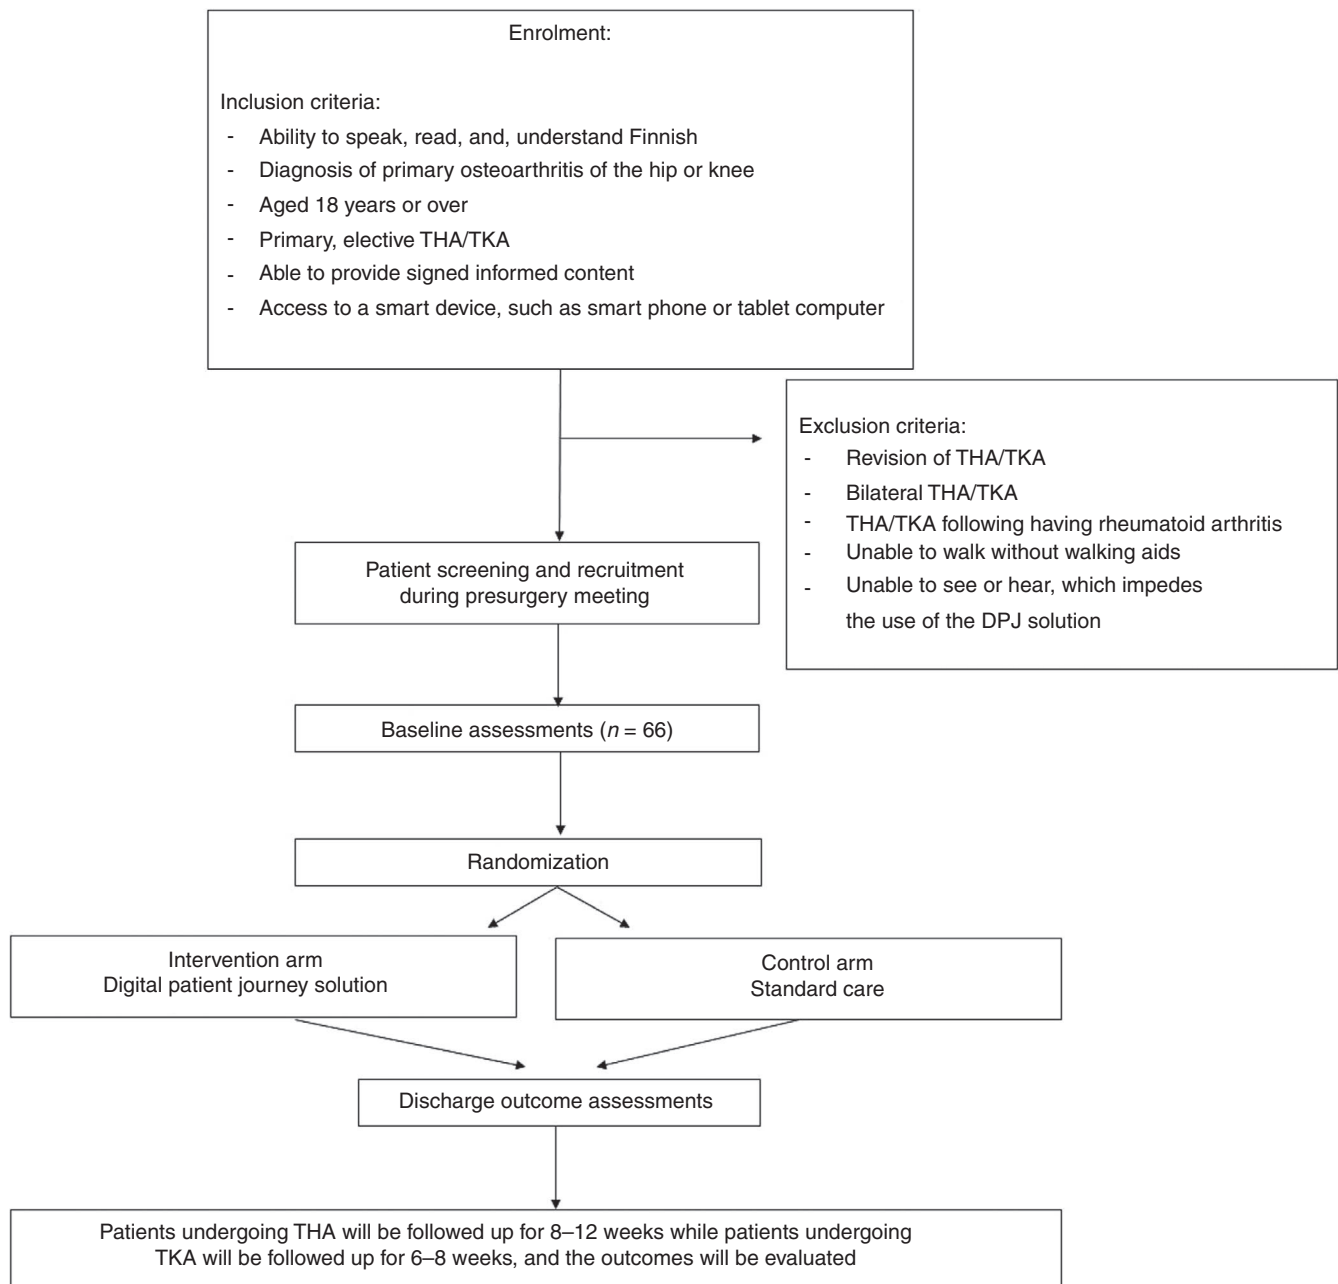 Enrolment:
Inclusion criteria:
- Ability to speak, read, and, understand Finnish
- Diagnosis of primary osteoarthritis of the hip or knee
- Aged 18 years or over
- Primary, elective THA/TKA
- Able to provide signed informed content
- Access to a smart device, such as smart phone or tablet computer
Exclusion criteria:
- Revision of THA/TKA
- Bilateral THA/TKA
- THA/TKA following having rheumatoid arthritis
- Unable to walk without walking aids
- Unable to see or hear, which impedes
the use of the DPJ solution
Patient screening and recruitment
during presurgery meeting
Baseline assessments (n = 66)
Randomization
Intervention arm
Digital patient journey solution
Control arm
Standard care
Discharge outcome assessments
Patients undergoing THA will be followed up for 8–12 weeks while patients undergoing
TKA will be followed up for 6–8 weeks, and the outcomes will be evaluated